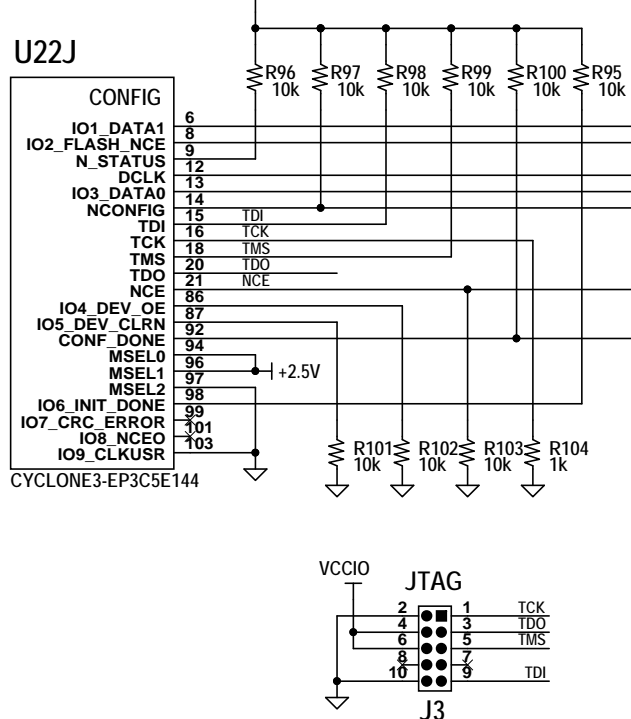 U22J
CONFIG
R96 10k
R97 10k
R98 10k
R99 10k
R100 10k
R95 10k
IO1_DATA1 6
IO2_FLASH_NCE 8
N_STATUS 9
DCLK 12
IO3_DATA0 13
NCONFIG 14
TDI 15 TDI
TCK 16 TCK
TMS 18 TMS
TDO 20 TDO
NCE 21 NCE
IO4_DEV_OE 86
IO5_DEV_CLRN 87
CONF_DONE 92
MSEL0 94
MSEL1 96
MSEL2 97
IO6_INIT_DONE 98
IO7_CRC_ERROR 99
IO8_NCEO 101
IO9_CLKUSR 103
+2.5V
R101 10k
R102 10k
R103 10k
R104 1k
CYCLONE3-EP3C5E144
VCCIO
JTAG
2 1 TCK
4 3 TDO
6 5 TMS
8 7
10 9 TDI
J3